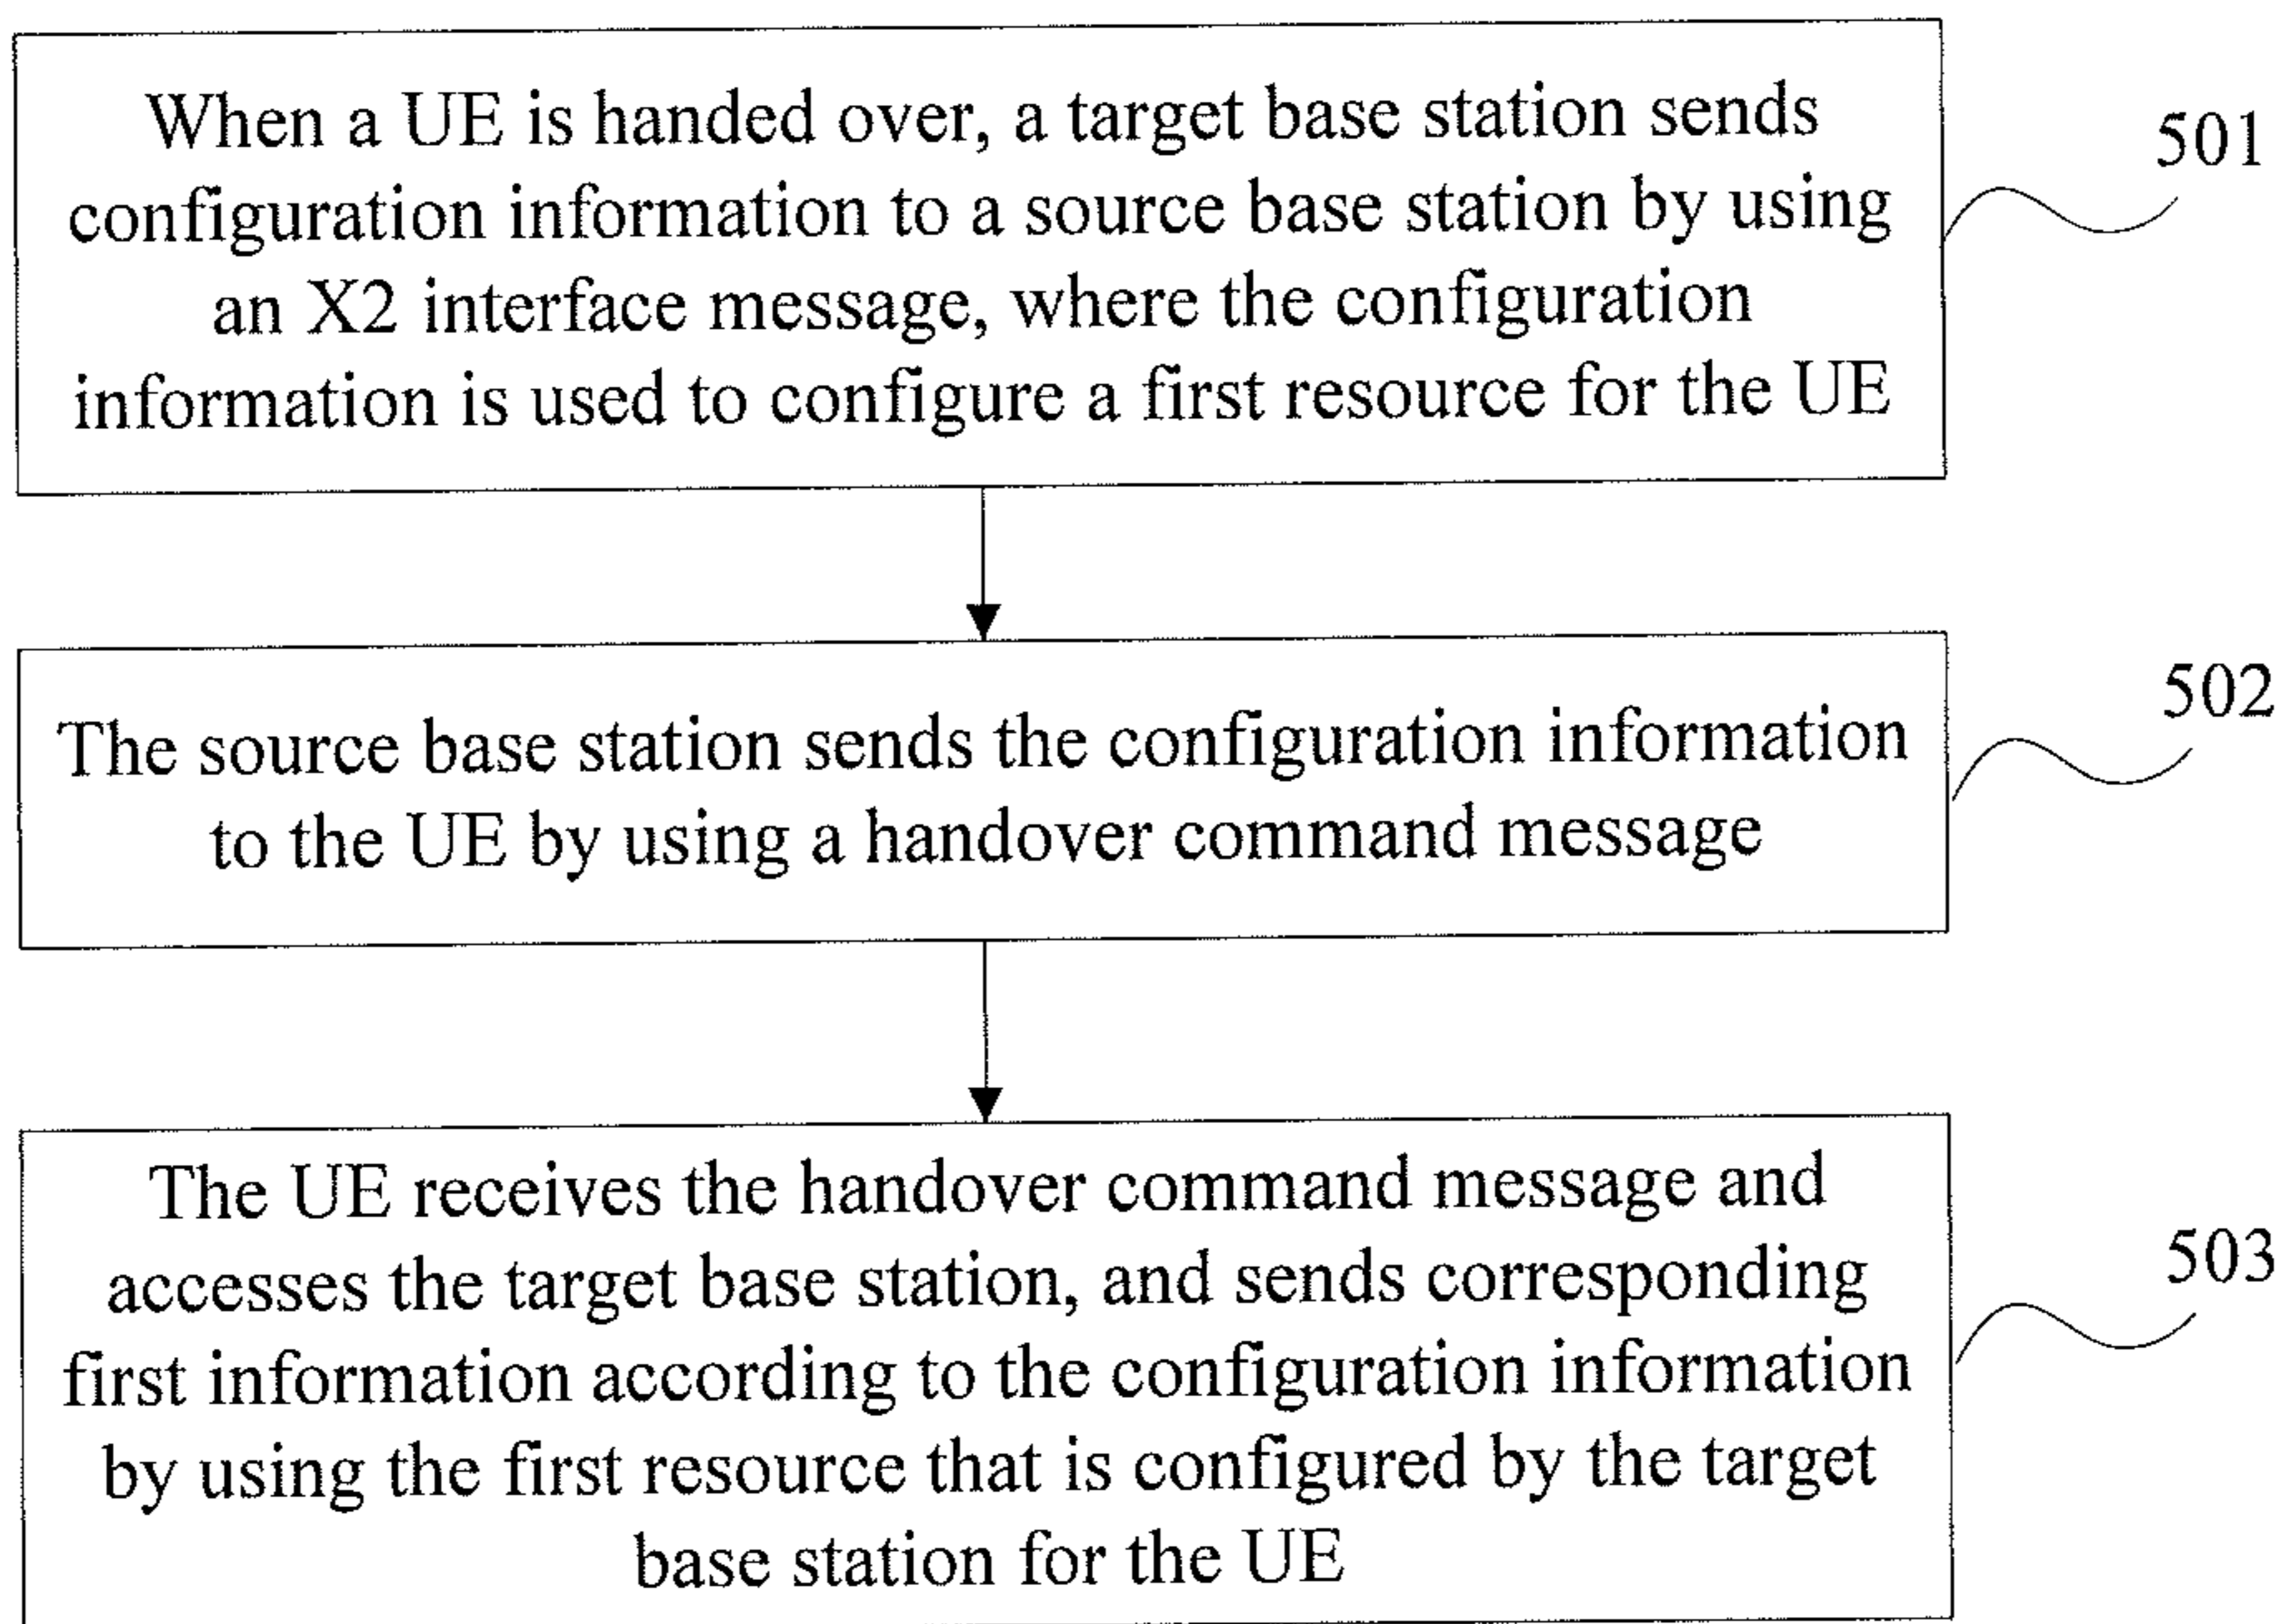 When a UE is handed over, a target base station sends
configuration information to a source base station by using
an X2 interface message, where the configuration
information is used to configure a first resource for the UE
501
The source base station sends the configuration information
to the UE by using a handover command message
502
The UE receives the handover command message and
accesses the target base station, and sends corresponding
first information according to the configuration information
by using the first resource that is configured by the target
base station for the UE
503